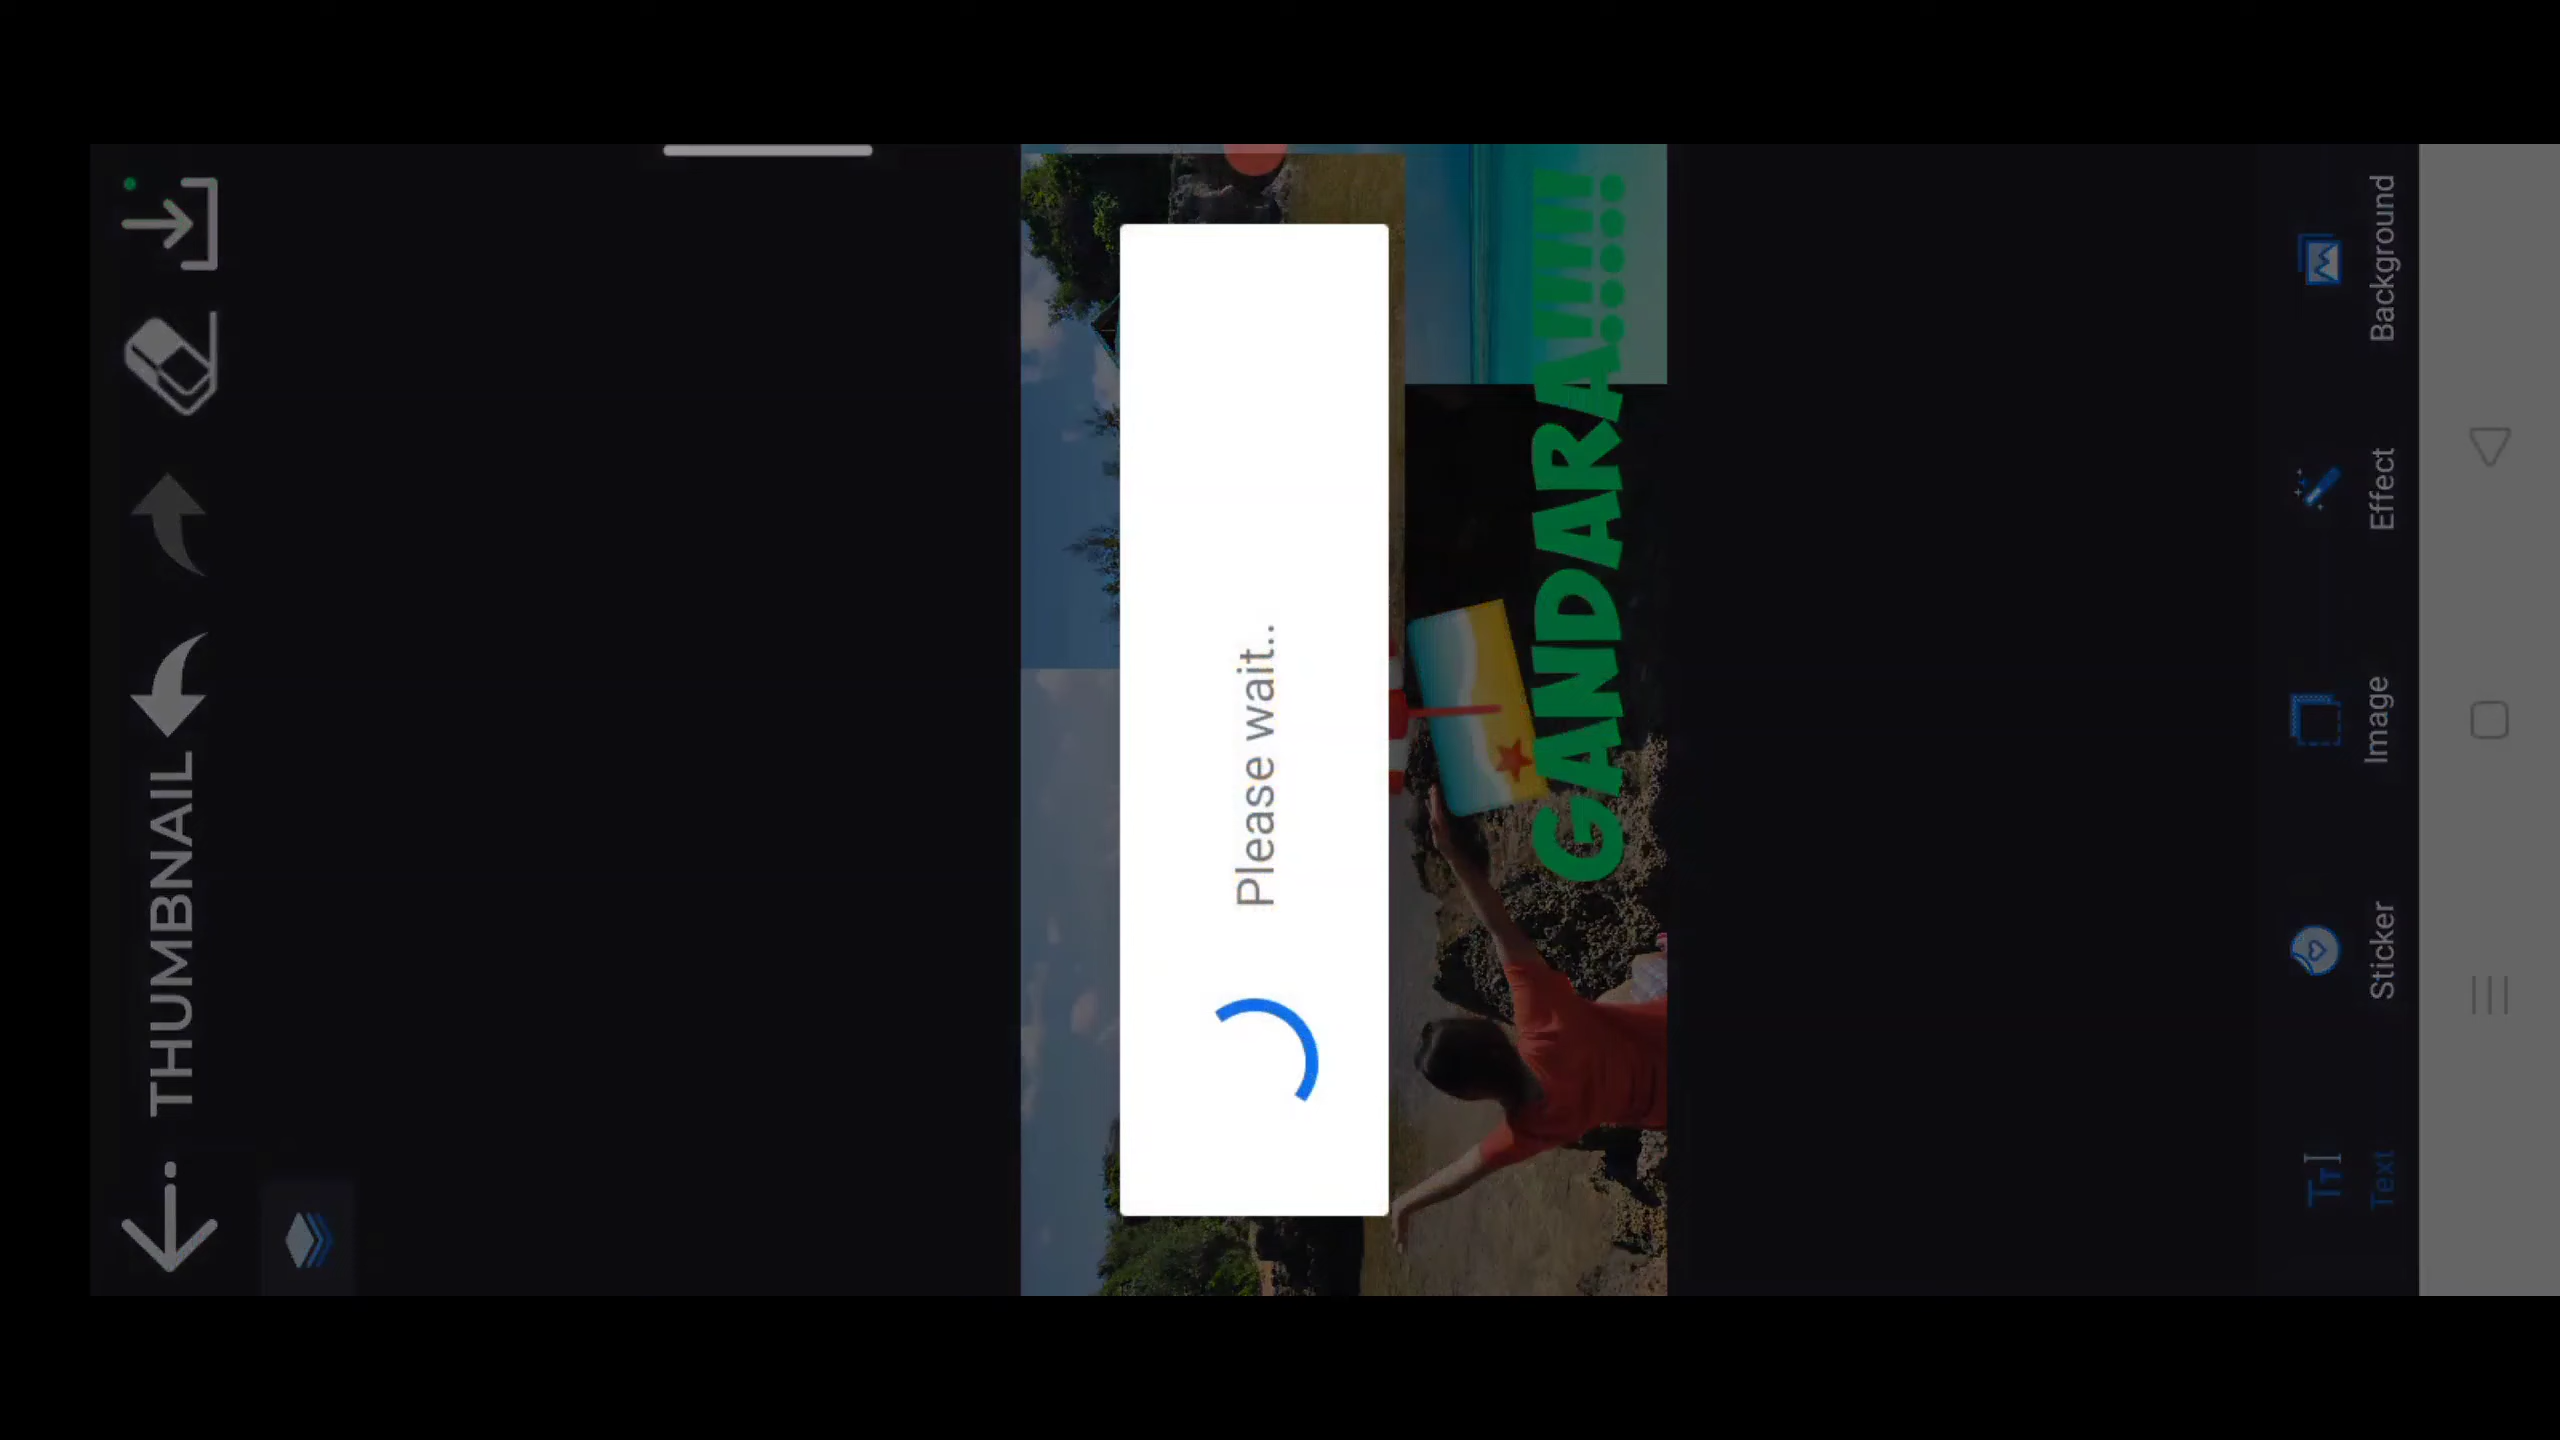 THUMBNAIL
Please wait..
GANDARA!!!!!
Text
Sticker
Image
Effect
Background